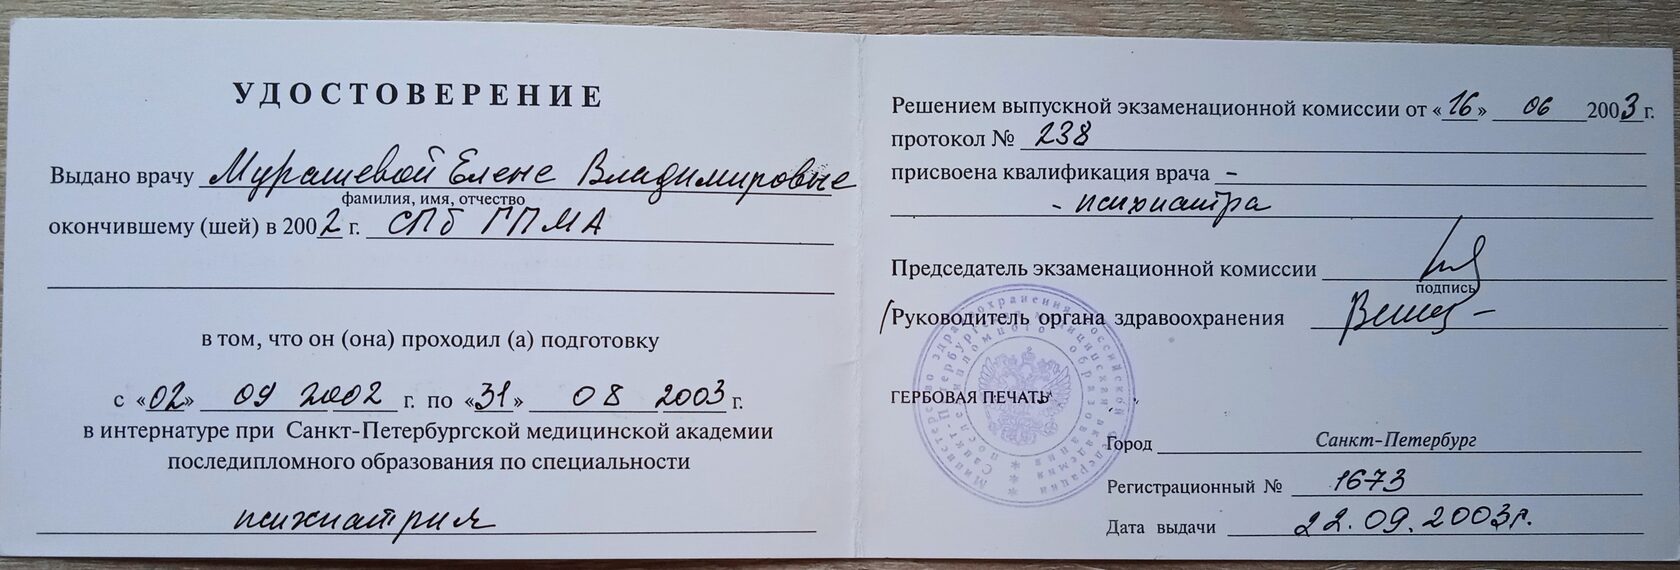 УДОСТОВЕРЕНИЕ
Выдано врачу Мурашевой Елене Владимировне
фамилия, имя, отчество
окончившему (шей) в 2002 г. СПб ГПМА
в том, что он (она) проходил (а) подготовку
с «02» 09 2002 г. по «31» 08 2003 г.
в интернатуре при Санкт-Петербургской медицинской академии
последипломного образования по специальности
психиатрия
Решением выпускной экзаменационной комиссии от «16» 06 2003 г.
протокол № 238
присвоена квалификация врача -
- психиатра
Председатель экзаменационной комиссии
подпись
Руководитель органа здравоохранения
ГЕРБОВАЯ ПЕЧАТЬ
Город Санкт-Петербург
Регистрационный № 1673
Дата выдачи 22.09.2003г.